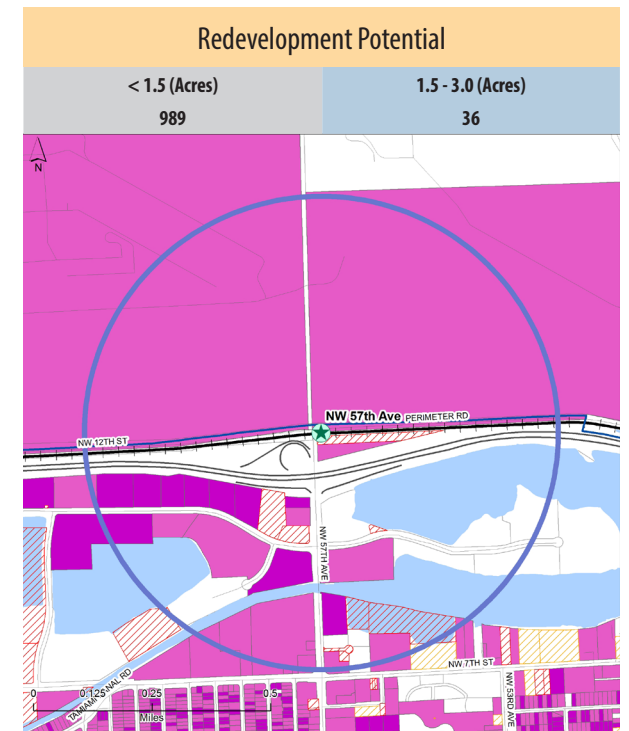 Redevelopment Potential
< 1.5 (Acres)
1.5 - 3.0 (Acres)
989
36
N
NW 57th Ave
PERIMETER RD
NW 12TH ST
NW 57TH AVE
NW 7TH ST
NW 53RD AVE
TAMIAMI
NAL RD
0
0.125
0.25
0.5
Miles